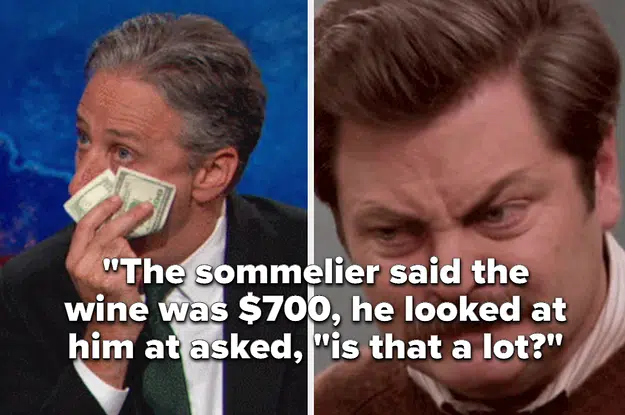 "The sommelier said the
wine was $700, he looked at
him at asked, "is that a lot?"